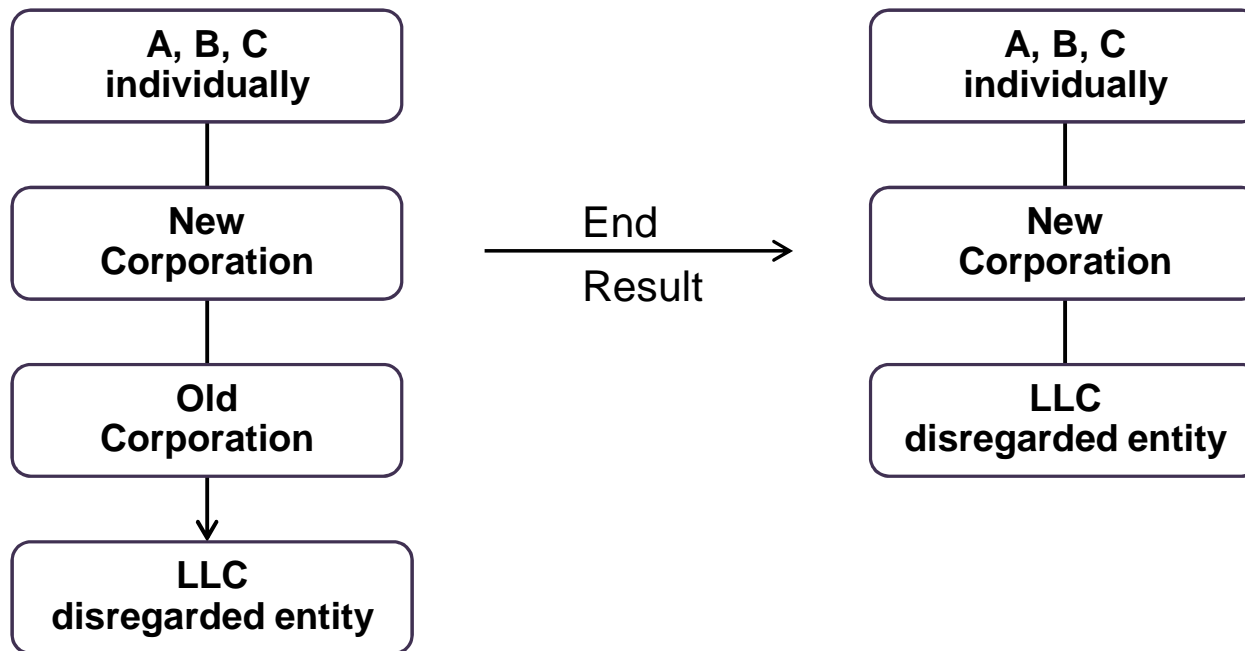 A, B, C
individually
New
Corporation
Old
Corporation
LLC
disregarded entity
End
Result
A, B, C
individually
New
Corporation
LLC
disregarded entity